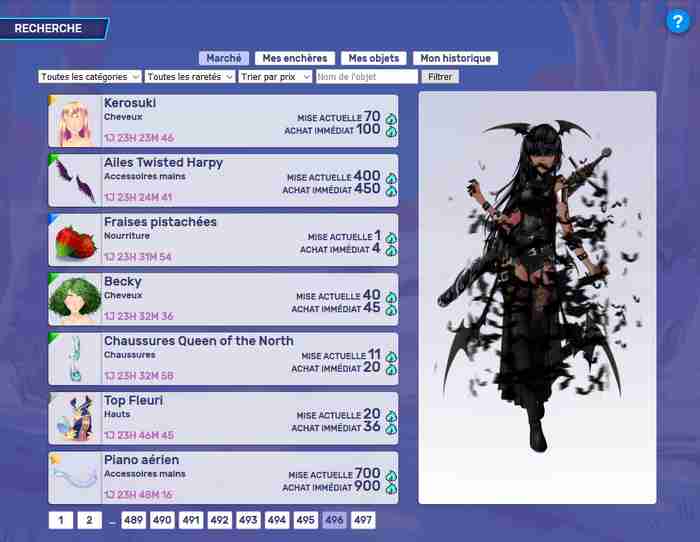 RECHERCHE
?
Marché Mes enchères Mes objets Mon historique
Toutes les catégories Toutes les raretés Trier par prix Nom de l'objet Filtrer
Kerosuki
Cheveux
MISE ACTUELLE 70
ACHAT IMMÉDIAT 100
1J 23H 23M 46
Ailes Twisted Harpy
Accessoires mains
MISE ACTUELLE 400
ACHAT IMMÉDIAT 450
1J 23H 24M 41
Fraises pistachées
Nourriture
MISE ACTUELLE 1
ACHAT IMMÉDIAT 4
1J 23H 31M 54
Becky
Cheveux
MISE ACTUELLE 40
ACHAT IMMÉDIAT 45
1J 23H 32M 36
Chaussures Queen of the North
Chaussures
MISE ACTUELLE 11
ACHAT IMMÉDIAT 20
1J 23H 32M 58
Top Fleuri
Hauts
MISE ACTUELLE 20
ACHAT IMMÉDIAT 36
1J 23H 46M 45
Piano aérien
Accessoires mains
MISE ACTUELLE 700
ACHAT IMMÉDIAT 900
1J 23H 48M 16
1 2 ... 489 490 491 492 493 494 495 496 497